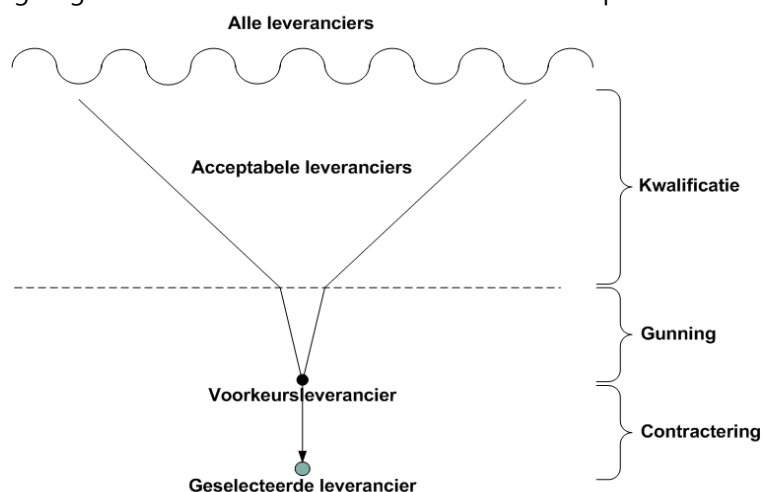 Alle leveranciers
Acceptabele leveranciers
Kwalificatie
Gunning
Voorkeursleverancier
Contractering
Geselecteerde leverancier